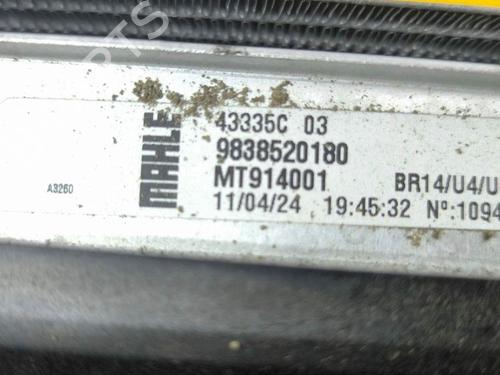 MAHLE
43335C 03
9838520180
MT914001 BR14/U4/U
11/04/24 19:45:32 Nº:1094
A3260